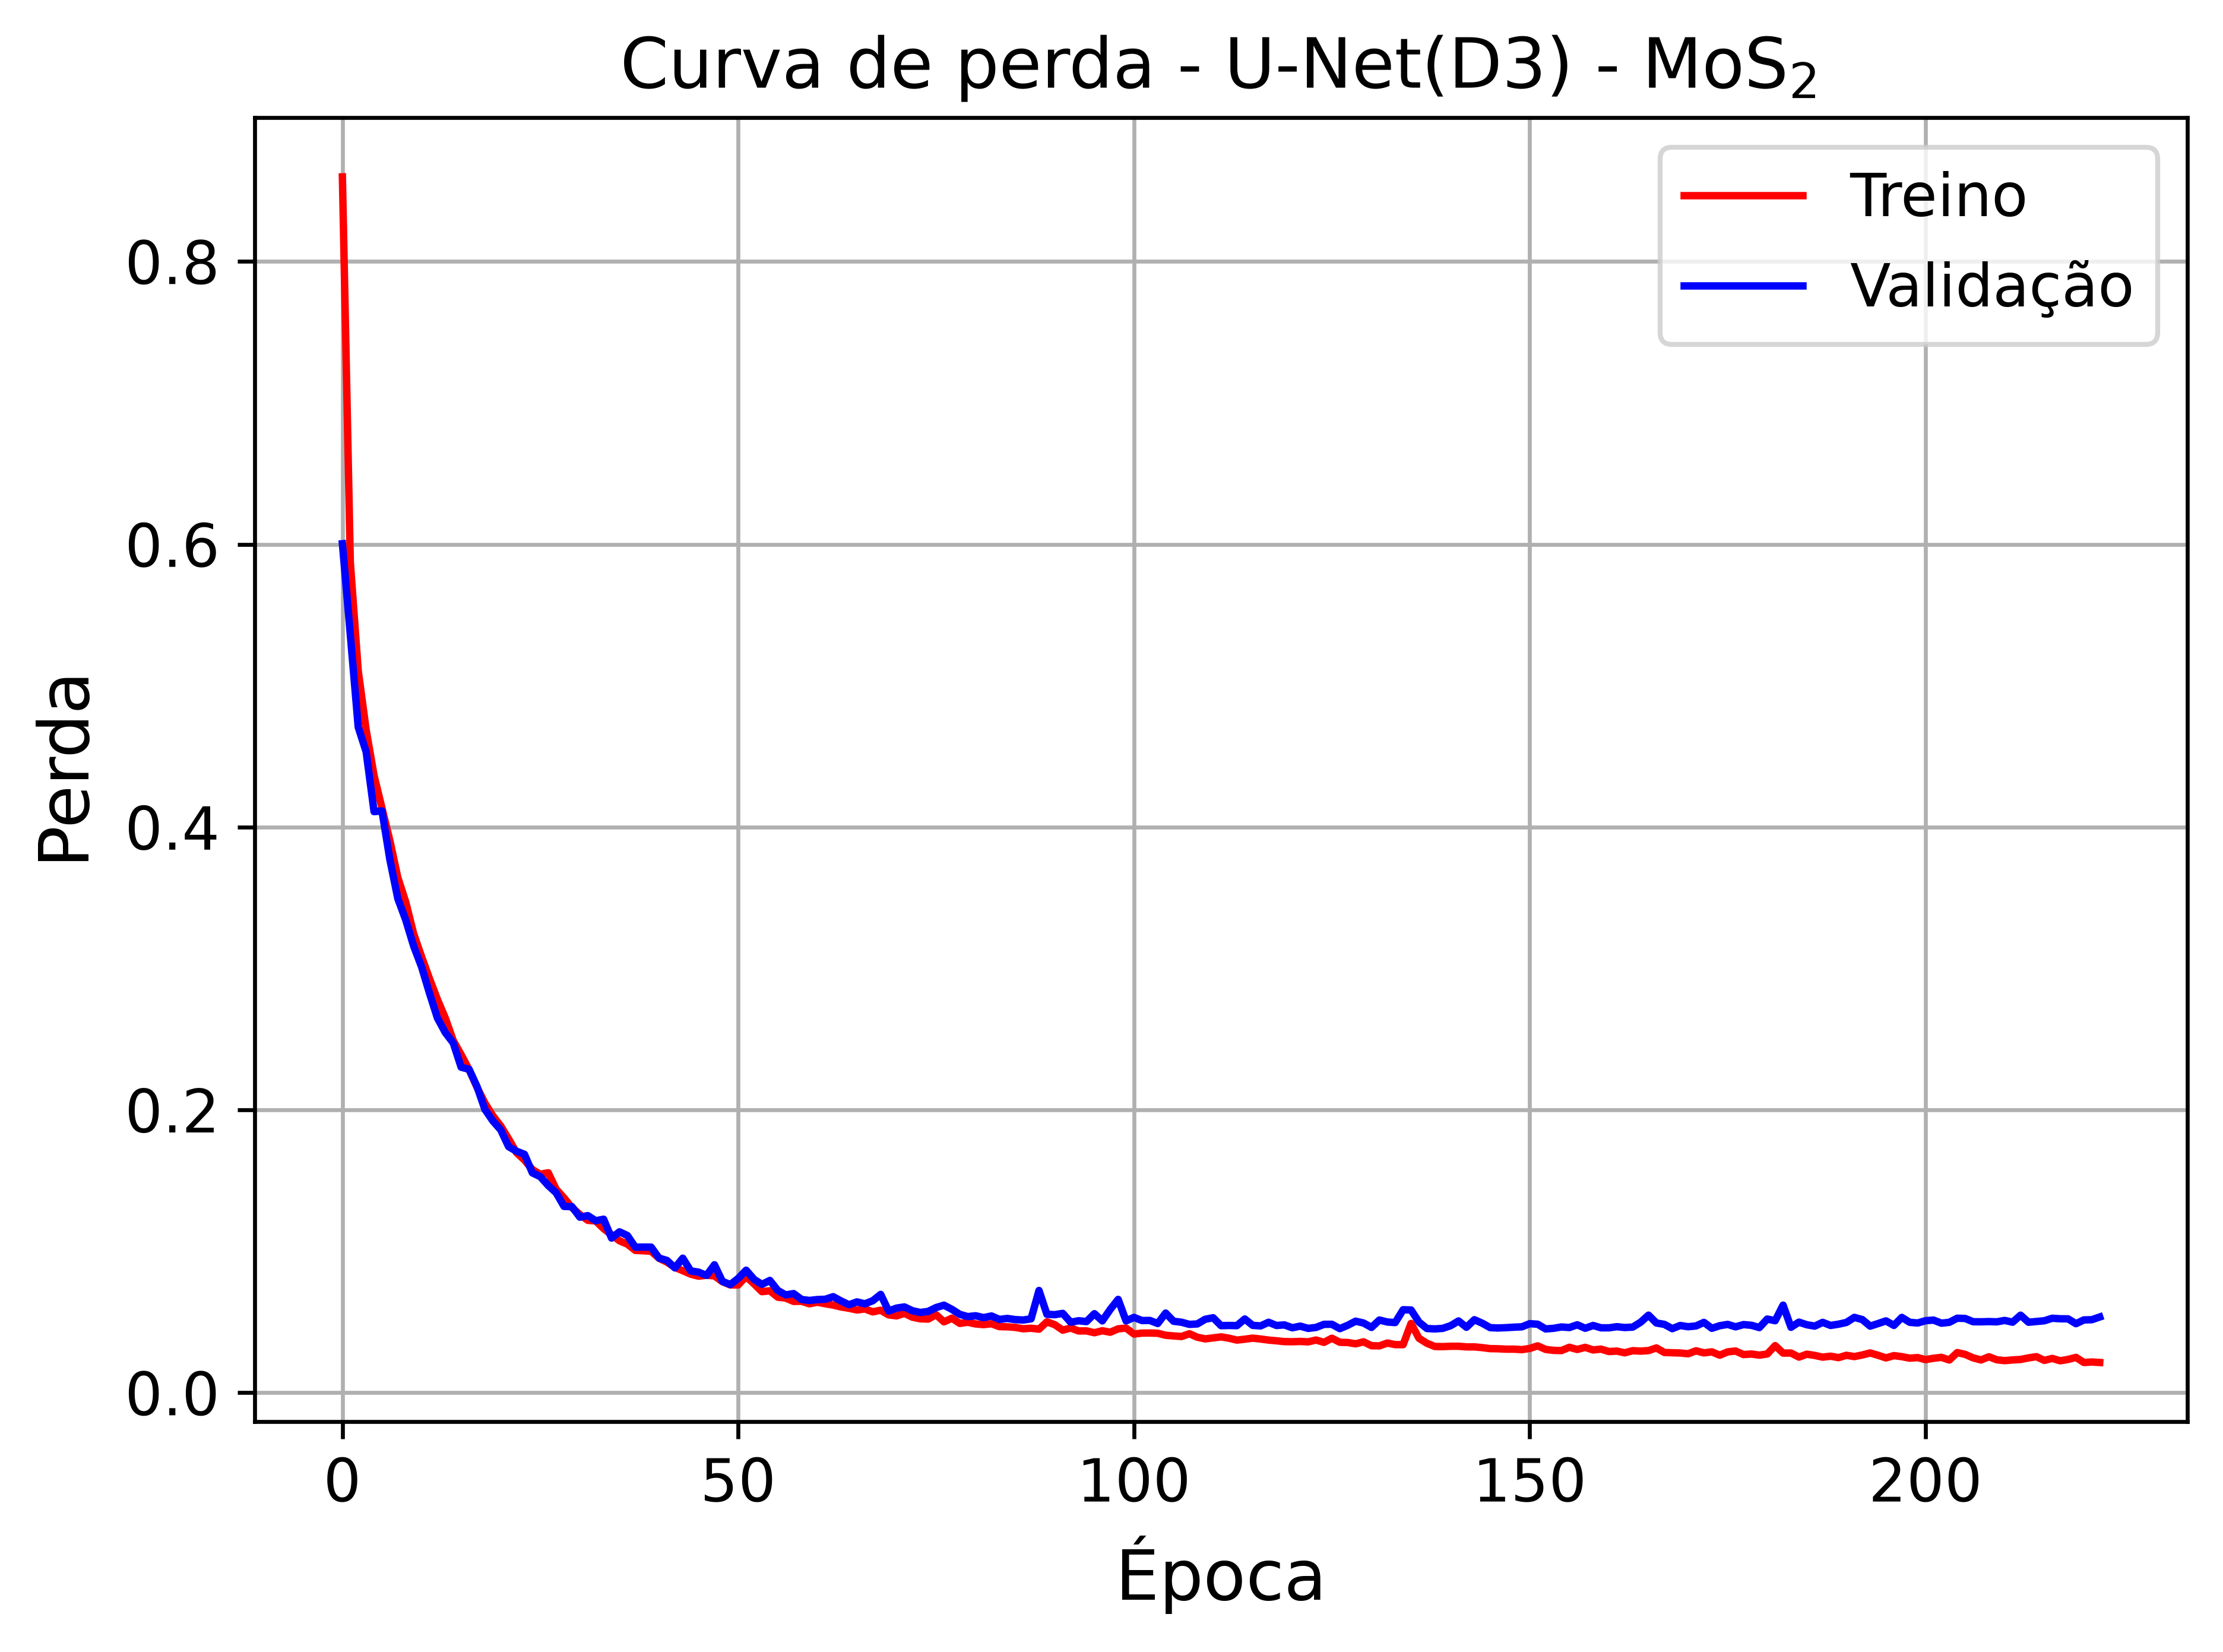 Curva de perda - U-Net(D3) - MoS₂
Treino
Validação
0.8
0.6
0.4
0.2
0.0
Perda
0
50
100
150
200
Época